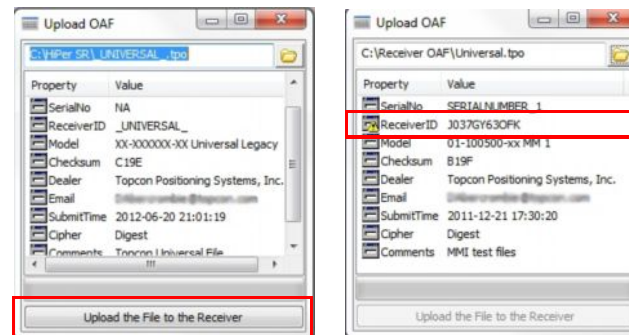 Upload OAF
C:\HiPer SR\_UNIVERSAL_.tpo
Property Value
SerialNo NA
ReceiverID _UNIVERSAL_
Model XX-XXXXXX-XX Universal Legacy
Checksum C19E
Dealer Topcon Positioning Systems, Inc.
Email
SubmitTime 2012-06-20 21:01:19
Cipher Digest
Comments Topcon Universal File
Upload the File to the Receiver
Upload OAF
C:\Receiver OAF\Universal.tpo
Property Value
SerialNo SERIALNUMBER_1
ReceiverID J037GY63OFK
Model 01-100500-xx MM 1
Checksum B19F
Dealer Topcon Positioning Systems, Inc.
Email
SubmitTime 2011-12-21 17:30:20
Cipher Digest
Comments MMI test files
Upload the File to the Receiver